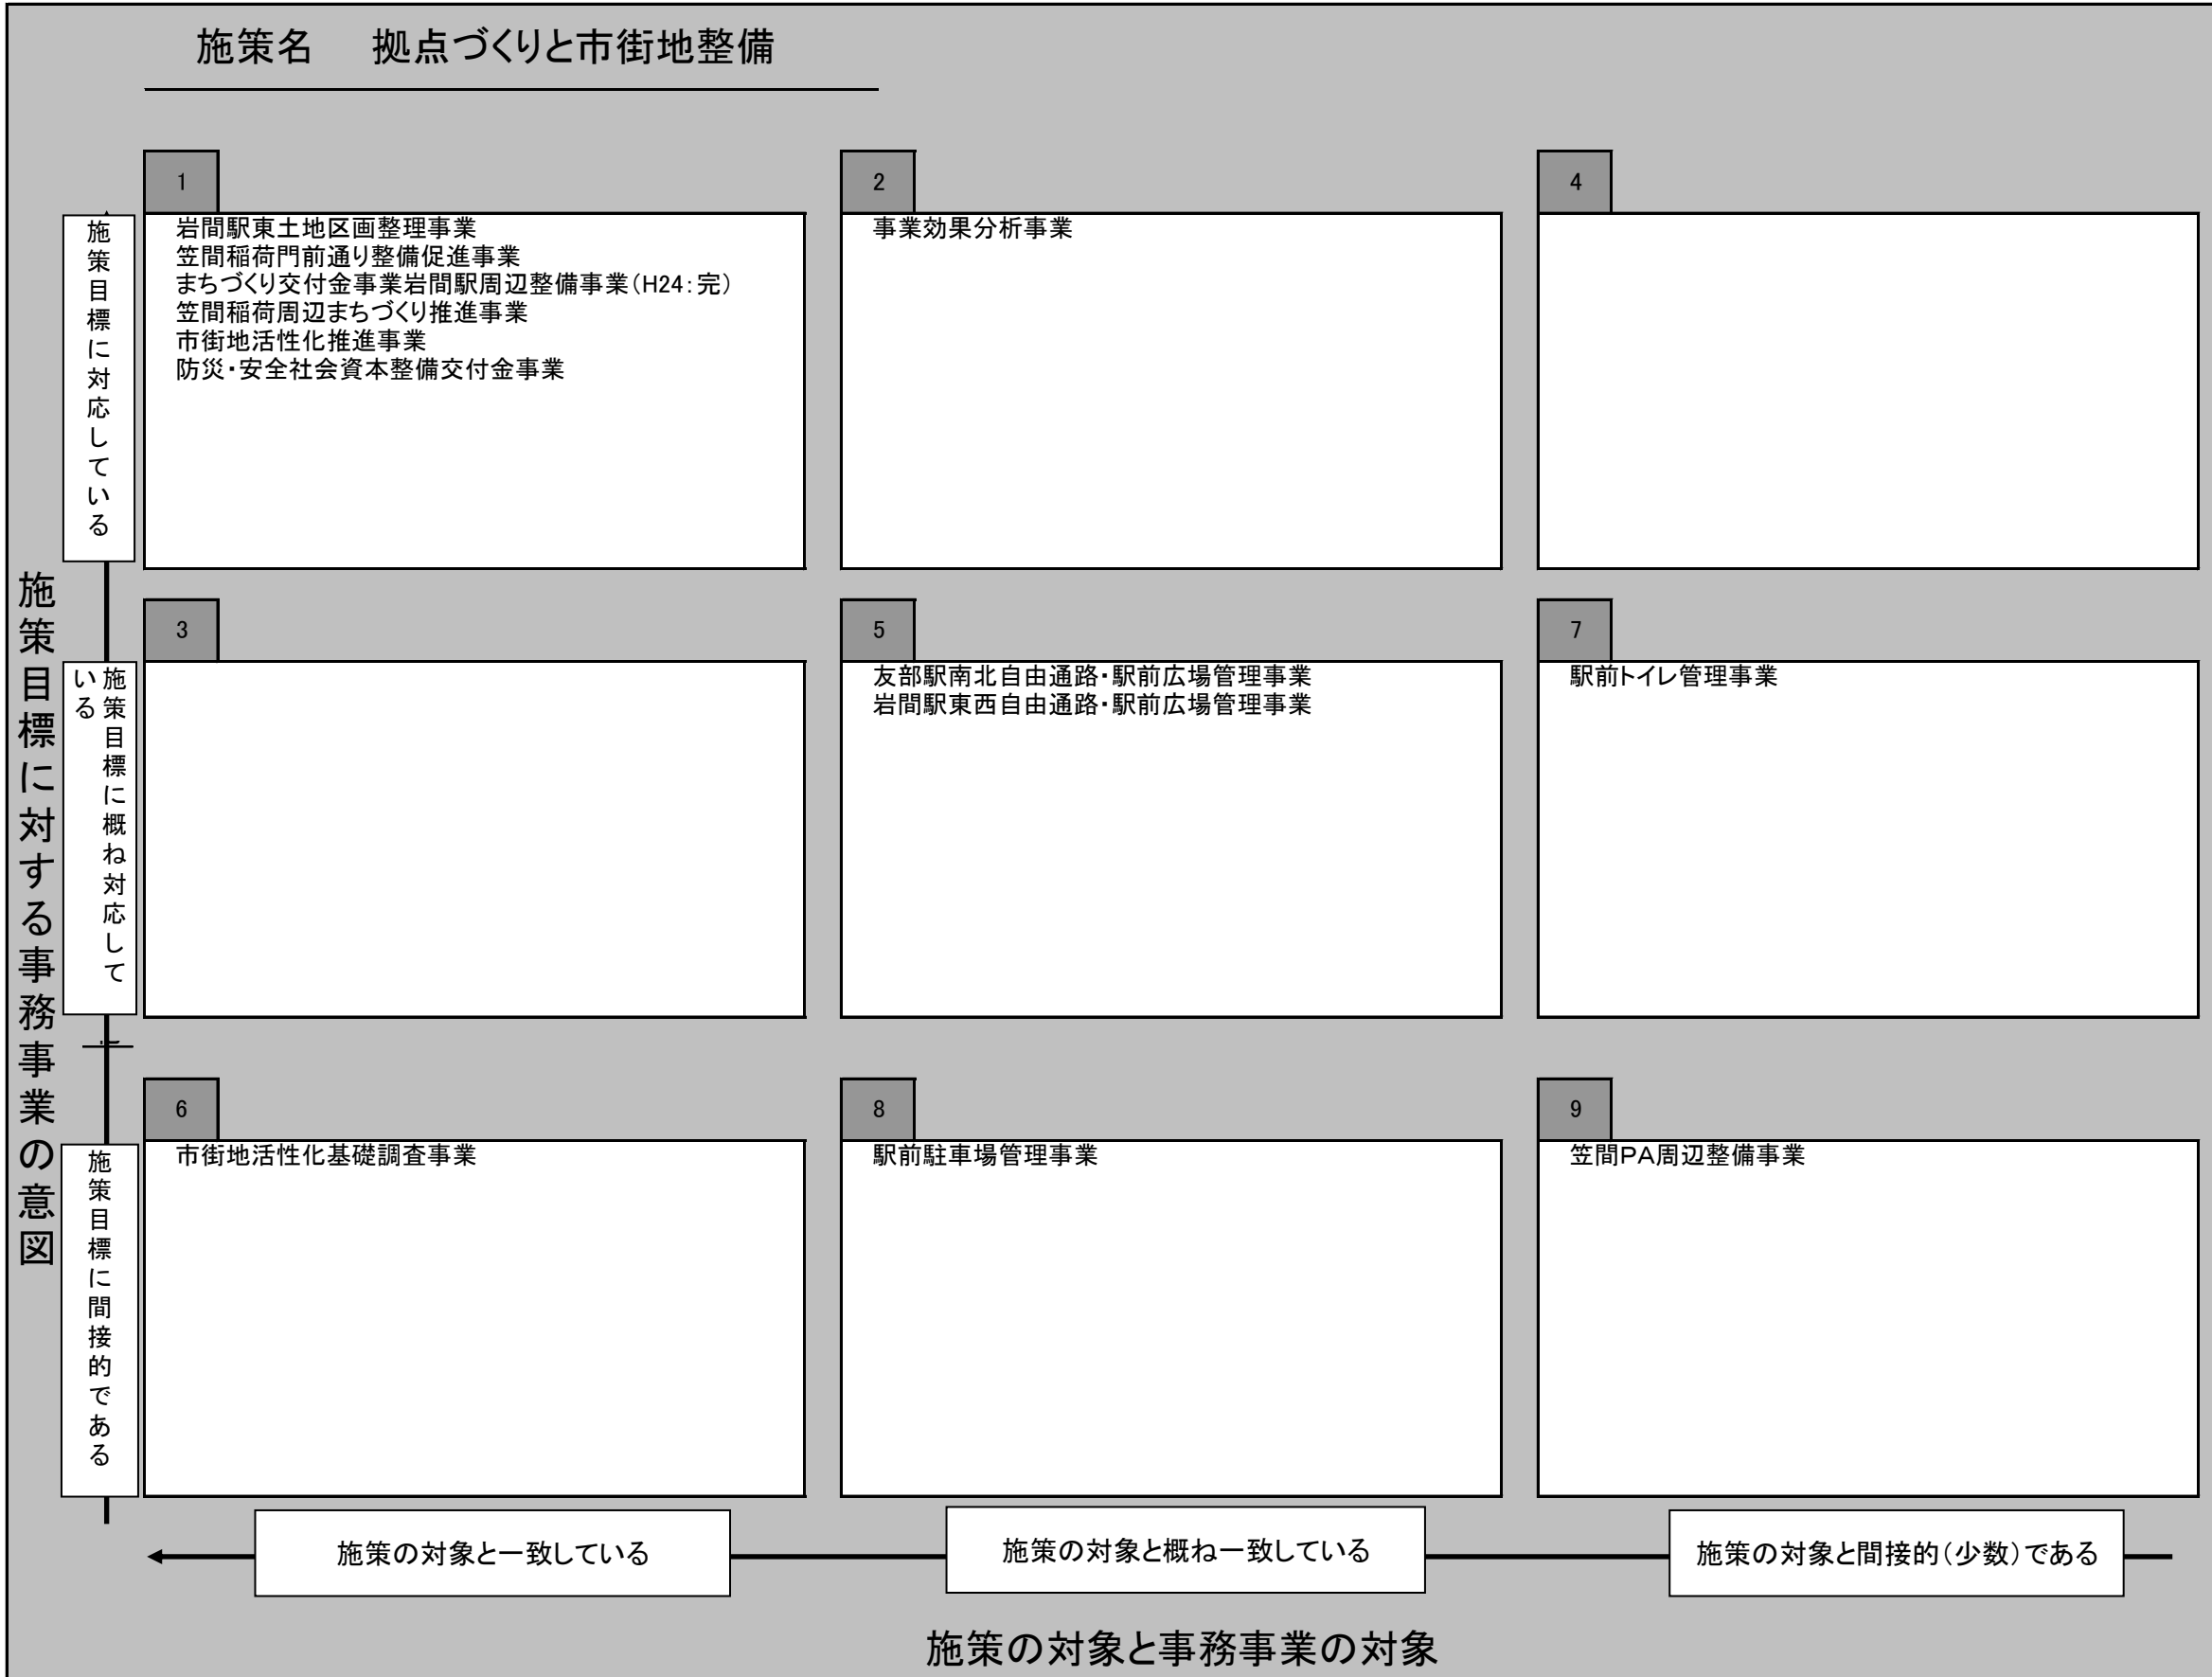 施策名　拠点づくりと市街地整備
1
岩間駅東土地区画整理事業
笠間稲荷門前通り整備促進事業
まちづくり交付金事業岩間駅周辺整備事業（H24：完）
笠間稲荷周辺まちづくり推進事業
市街地活性化推進事業
防災・安全社会資本整備交付金事業
2
事業効果分析事業
4
施策目標に対応している
3
5
友部駅南北自由通路・駅前広場管理事業
岩間駅東西自由通路・駅前広場管理事業
7
駅前トイレ管理事業
施策目標に概ね対応して
いる
施策目標に対する事務事業の意図
6
市街地活性化基礎調査事業
8
駅前駐車場管理事業
9
笠間PA周辺整備事業
施策目標に間接的である
施策の対象と一致している
施策の対象と概ね一致している
施策の対象と間接的（少数）である
施策の対象と事務事業の対象